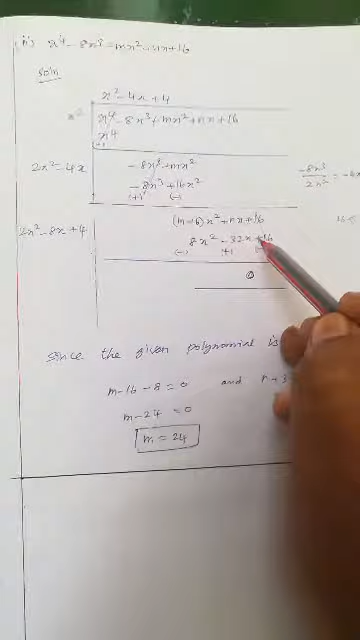 ii) x⁴ - 8x³ + mx² + nx + 16
soln
x² - 4x + 4
x² x⁴ - 8x³ + mx² + nx + 16
x⁴
(-)
2x² - 4x - 8x³ + mx² -8x³/2x² = -4x
- 8x³ + 16x²
(+) (-)
2x² - 8x + 4 (m-16)x² + nx + 16
8x² - 32x + 16
(-) (+) (-)
0
since the given polynomial is
m - 16 - 8 = 0 and n + 3
m - 24 = 0
m = 24